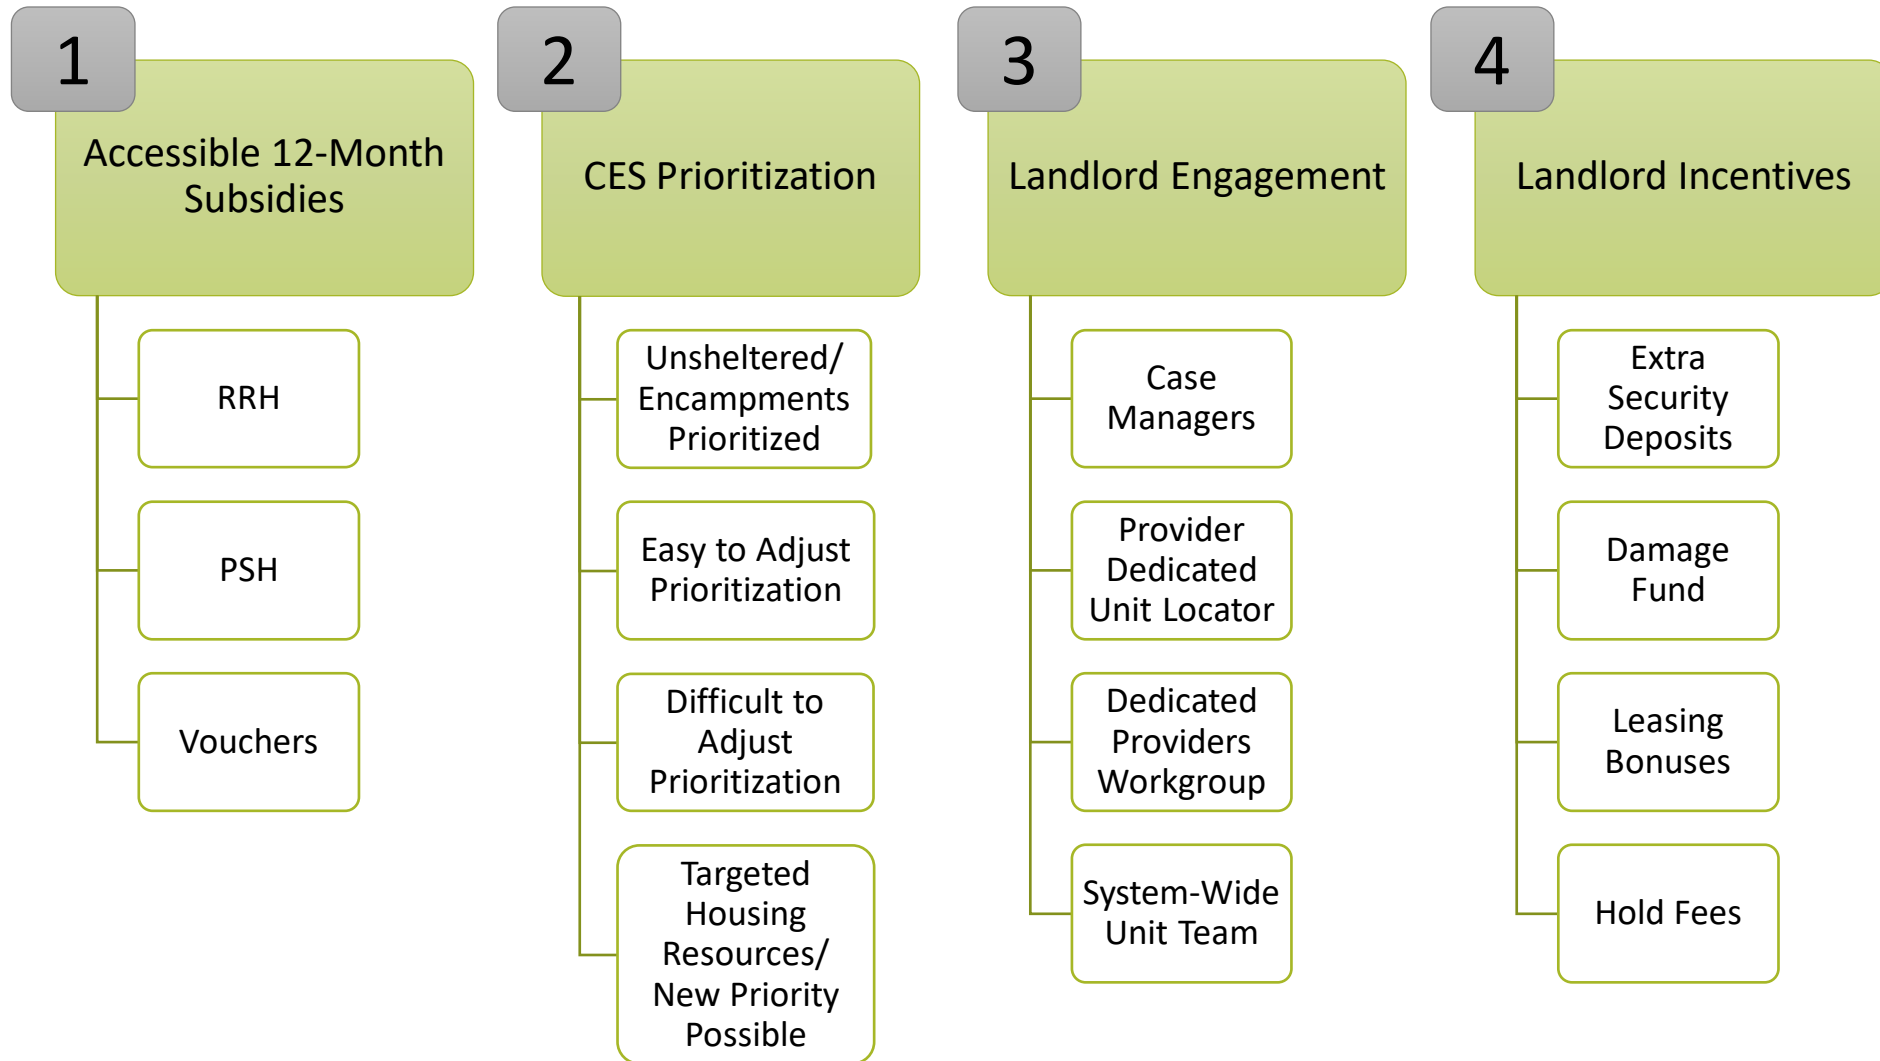 1
Accessible 12-Month
Subsidies
RRH
PSH
Vouchers
2
CES Prioritization
Unsheltered/
Encampments
Prioritized
Easy to Adjust
Prioritization
Difficult to
Adjust
Prioritization
Targeted
Housing
Resources/
New Priority
Possible
3
Landlord Engagement
Case
Managers
Provider
Dedicated
Unit Locator
Dedicated
Providers
Workgroup
System-Wide
Unit Team
4
Landlord Incentives
Extra
Security
Deposits
Damage
Fund
Leasing
Bonuses
Hold Fees